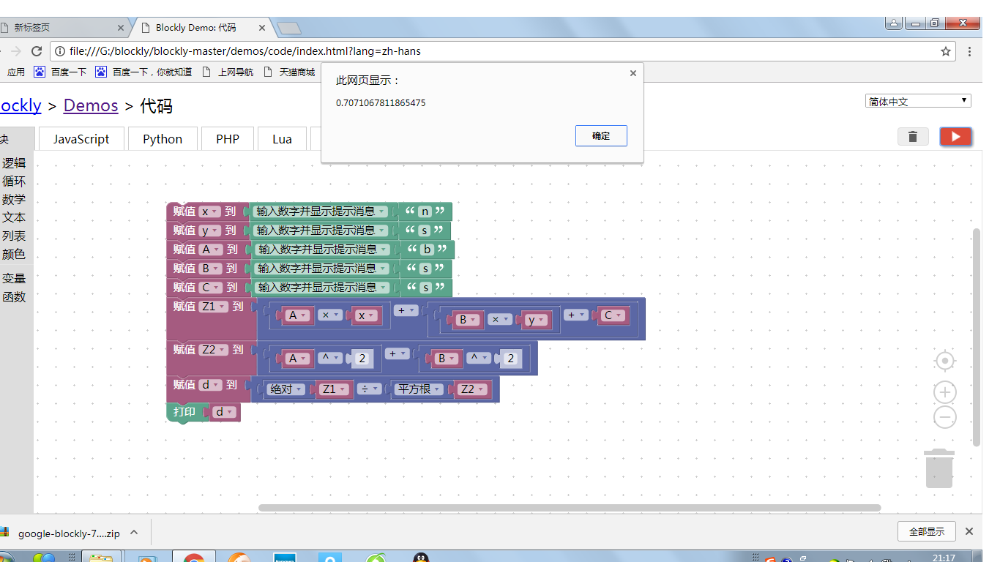 新标签页
Blockly Demo: 代码
file:///G:/blockly/blockly-master/demos/code/index.html?lang=zh-hans
应用 百度一下 百度一下，你就知道 上网导航 天猫商城
此网页显示：
0.7071067811865475
确定
ockly > Demos > 代码
简体中文
块 JavaScript Python PHP Lua
逻辑
循环
数学
文本
列表
颜色
变量
函数
赋值 x 到 输入数字并显示提示消息 “ n ”
赋值 y 到 输入数字并显示提示消息 “ s ”
赋值 A 到 输入数字并显示提示消息 “ b ”
赋值 B 到 输入数字并显示提示消息 “ s ”
赋值 C 到 输入数字并显示提示消息 “ s ”
赋值 Z1 到 A × x + B × y + C
赋值 Z2 到 A ^ 2 + B ^ 2
赋值 d 到 绝对 Z1 ÷ 平方根 Z2
打印 d
google-blockly-7....zip
全部显示
21:17